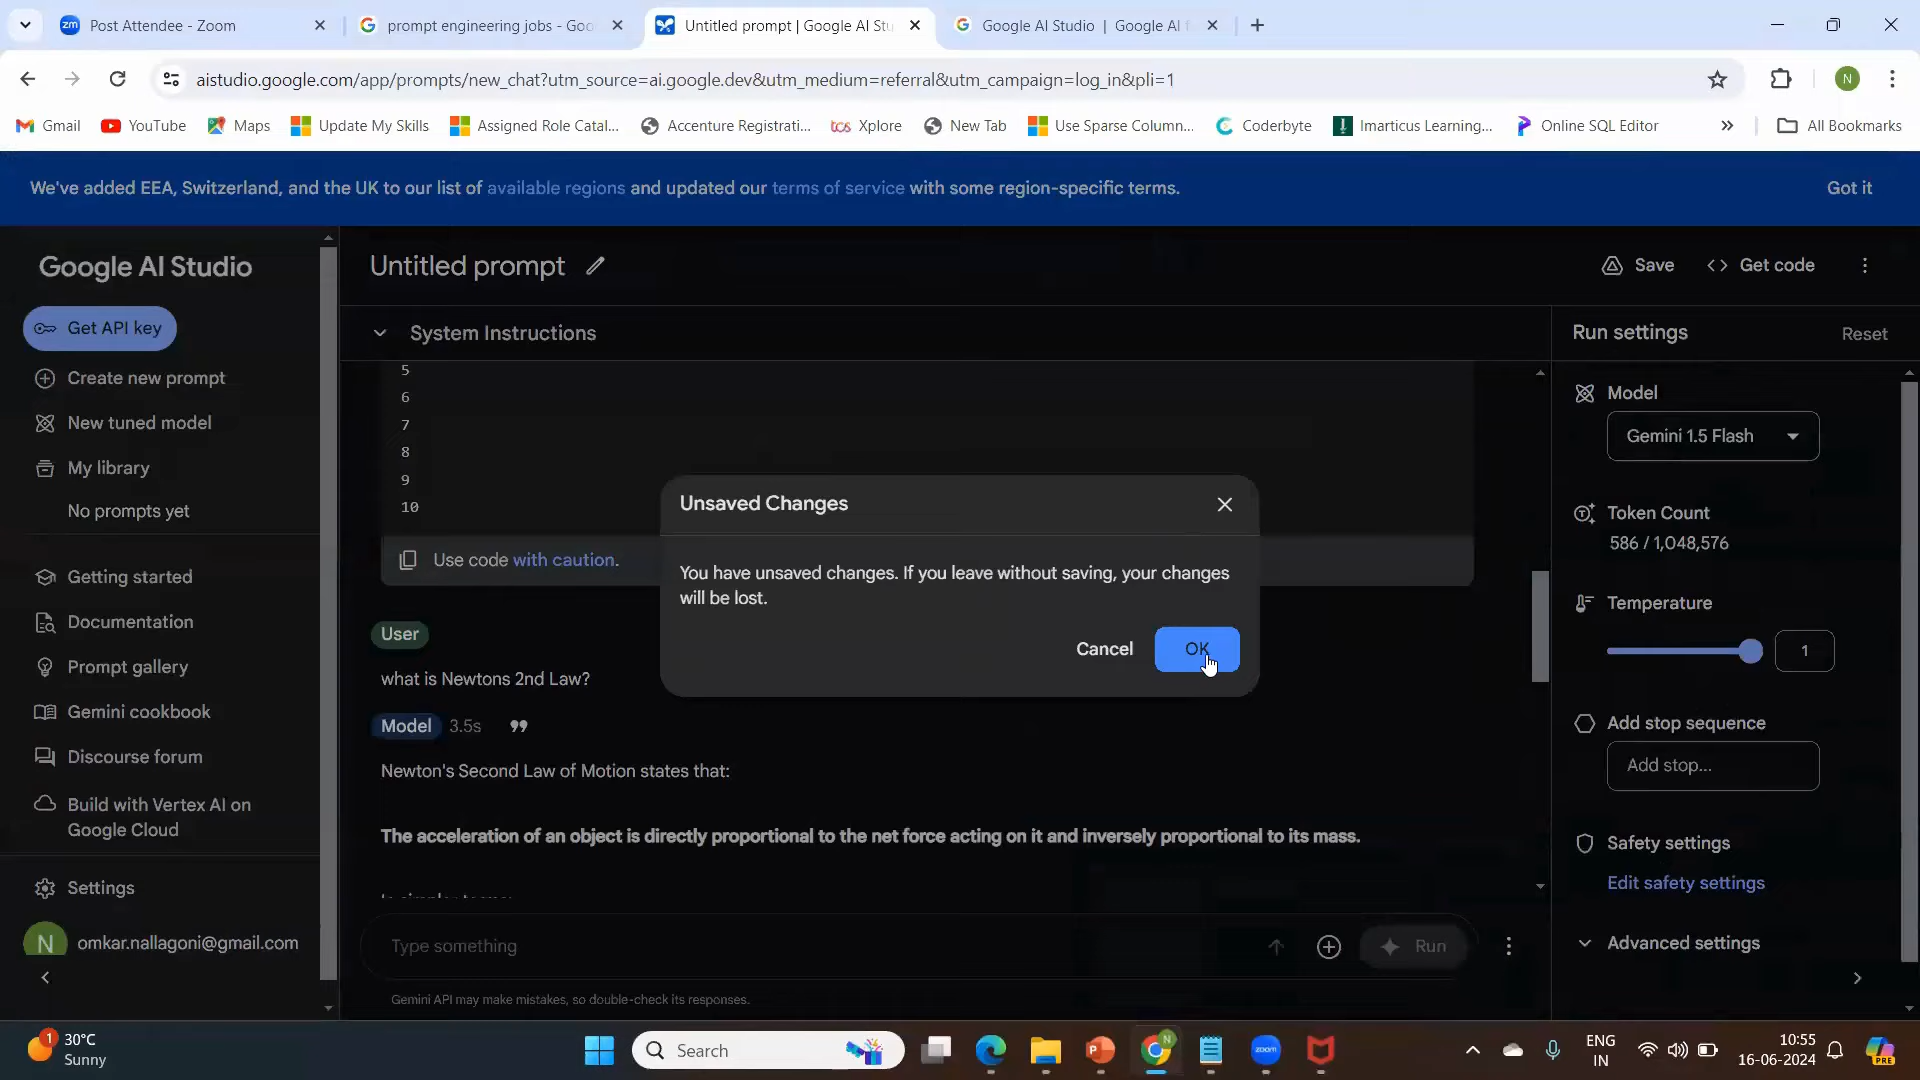 zm Post Attendee - Zoom
prompt engineering jobs - Goo
Untitled prompt | Google AI Stu
Google AI Studio | Google AI f
aistudio.google.com/app/prompts/new_chat?utm_source=ai.google.dev&utm_medium=referral&utm_campaign=log_in&pli=1
N
Gmail
YouTube
Maps
Update My Skills
Assigned Role Catal...
Accenture Registrati...
tcs Xplore
New Tab
Use Sparse Column...
Coderbyte
Imarticus Learning...
Online SQL Editor
All Bookmarks
We've added EEA, Switzerland, and the UK to our list of available regions and updated our terms of service with some region-specific terms.
Got it
Google AI Studio
Get API key
Create new prompt
New tuned model
My library
No prompts yet
Getting started
Documentation
Prompt gallery
Gemini cookbook
Discourse forum
Build with Vertex AI on
Google Cloud
Settings
N omkar.nallagoni@gmail.com
Untitled prompt
Save
Get code
System Instructions
5
6
7
8
9
10
Use code with caution.
User
what is Newtons 2nd Law?
Model 3.5s
Newton's Second Law of Motion states that:
The acceleration of an object is directly proportional to the net force acting on it and inversely proportional to its mass.
Type something
Run
Gemini API may make mistakes, so double-check its responses.
Unsaved Changes
You have unsaved changes. If you leave without saving, your changes
will be lost.
Cancel
OK
Run settings
Reset
Model
Gemini 1.5 Flash
Token Count
586 / 1,048,576
Temperature
1
Add stop sequence
Add stop...
Safety settings
Edit safety settings
Advanced settings
1
30°C
Sunny
Search
zoom
ENG
IN
10:55
16-06-2024
PRE